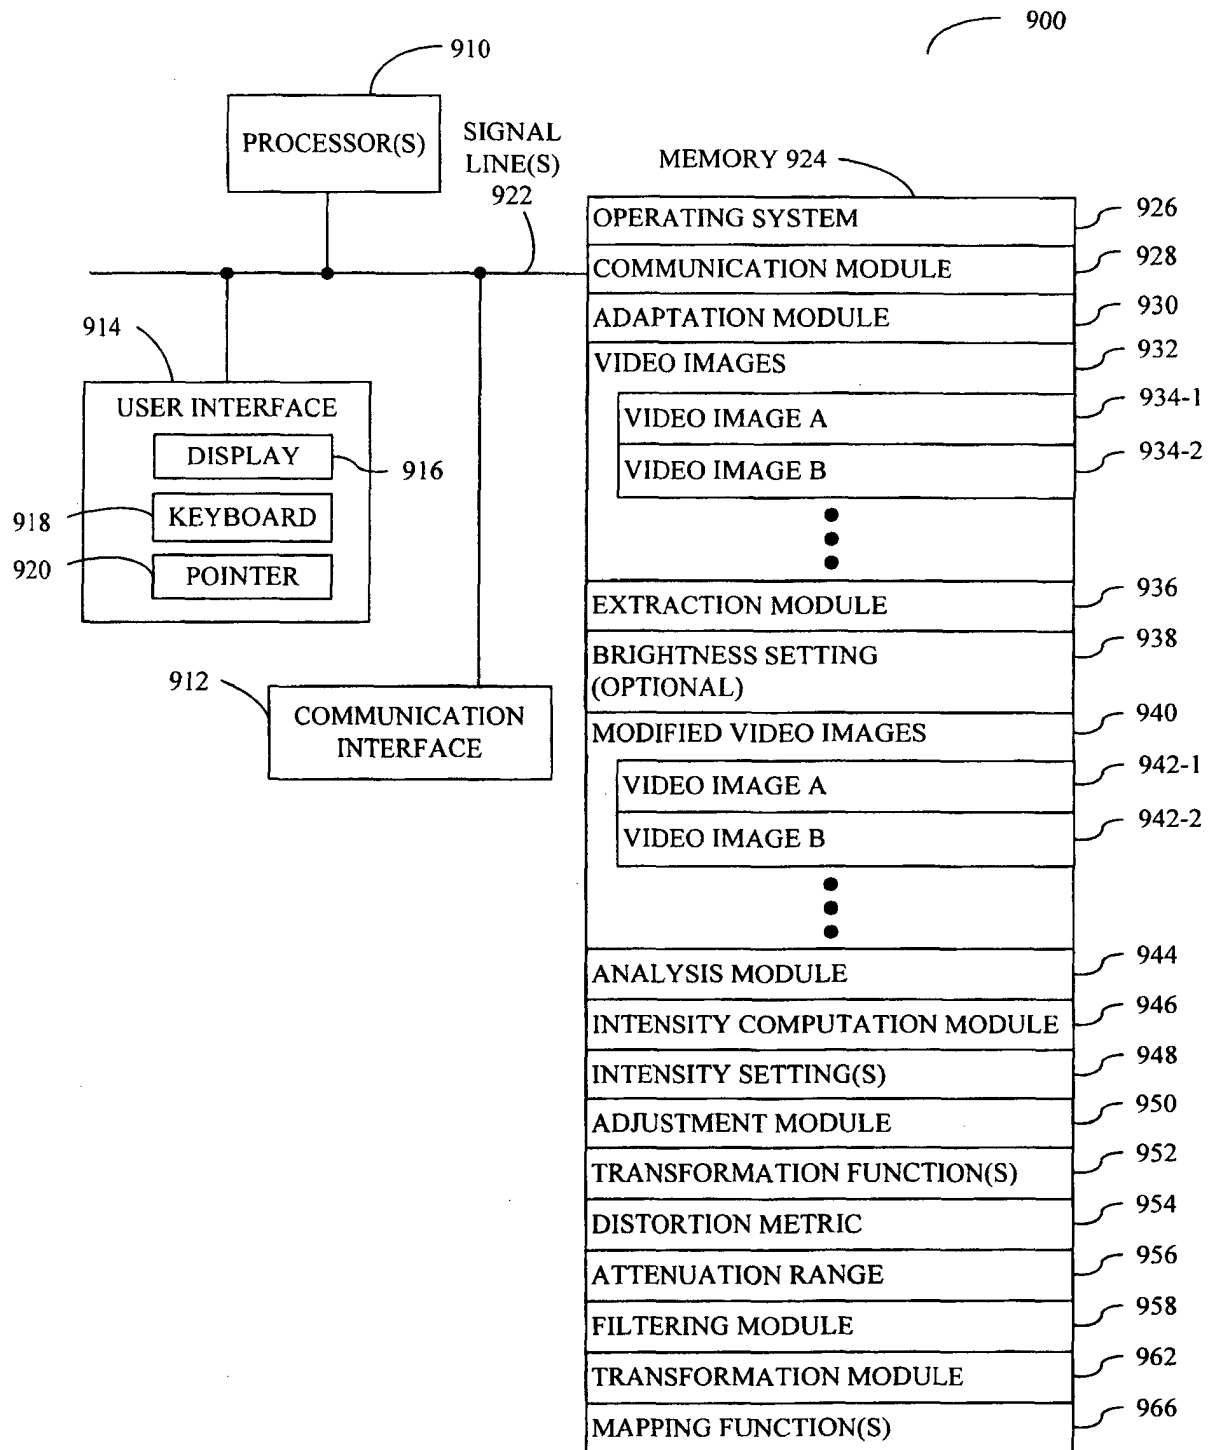 900
910
PROCESSOR(S)
SIGNAL
LINE(S)
922
MEMORY 924
OPERATING SYSTEM
926
COMMUNICATION MODULE
928
ADAPTATION MODULE
930
VIDEO IMAGES
932
VIDEO IMAGE A
934-1
VIDEO IMAGE B
934-2
914
USER INTERFACE
DISPLAY
916
918
KEYBOARD
920
POINTER
EXTRACTION MODULE
936
BRIGHTNESS SETTING
(OPTIONAL)
938
912
COMMUNICATION
INTERFACE
MODIFIED VIDEO IMAGES
940
VIDEO IMAGE A
942-1
VIDEO IMAGE B
942-2
ANALYSIS MODULE
944
INTENSITY COMPUTATION MODULE
946
INTENSITY SETTING(S)
948
ADJUSTMENT MODULE
950
TRANSFORMATION FUNCTION(S)
952
DISTORTION METRIC
954
ATTENUATION RANGE
956
FILTERING MODULE
958
TRANSFORMATION MODULE
962
MAPPING FUNCTION(S)
966